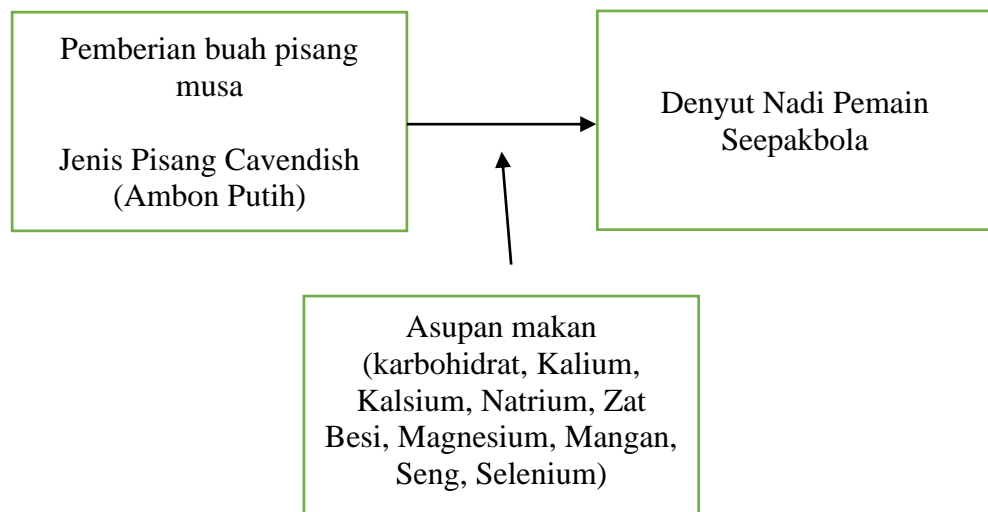 Pemberian buah pisang
musa
Jenis Pisang Cavendish
(Ambon Putih)
Denyut Nadi Pemain
Seepakbola
Asupan makan
(karbohidrat, Kalium,
Kalsium, Natrium, Zat
Besi, Magnesium, Mangan,
Seng, Selenium)